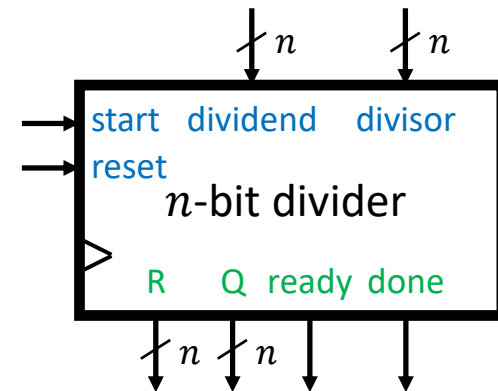 n n
start dividend divisor
reset
n-bit divider
R Q ready done
n n